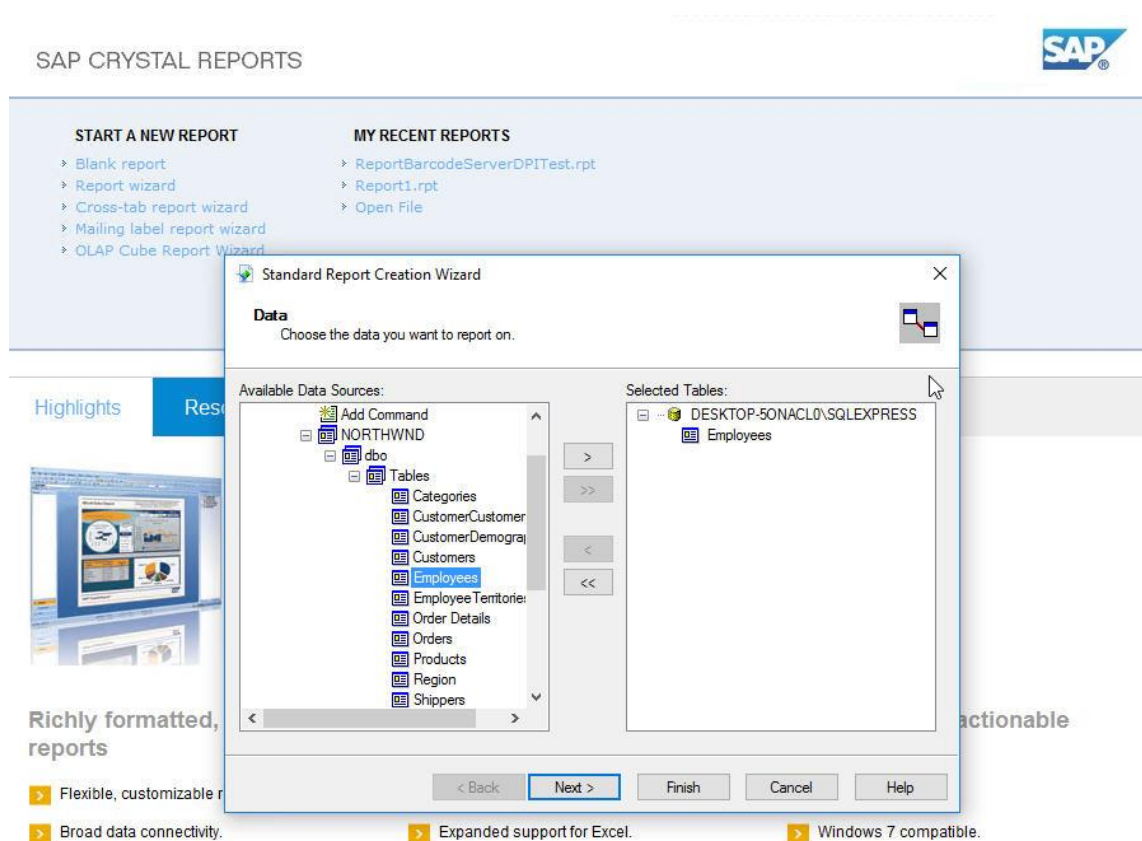 SAP CRYSTAL REPORTS
SAP®
START A NEW REPORT
Blank report
Report wizard
Cross-tab report wizard
Mailing label report wizard
OLAP Cube Report Wizard
MY RECENT REPORTS
ReportBarcodeServerDPITest.rpt
Report1.rpt
Open File
Highlights
Reso
Standard Report Creation Wizard
Data
Choose the data you want to report on.
Available Data Sources:
Add Command
NORTHWND
dbo
Tables
Categories
CustomerCustomer
CustomerDemogra
Customers
Employees
EmployeeTerritories
Order Details
Orders
Products
Region
Shippers
>
>>
<
<<
Selected Tables:
DESKTOP-5ONACL0\SQLEXPRESS
Employees
< Back
Next >
Finish
Cancel
Help
Richly formatted,
reports
actionable
Flexible, customizable r
Broad data connectivity.
Expanded support for Excel.
Windows 7 compatible.